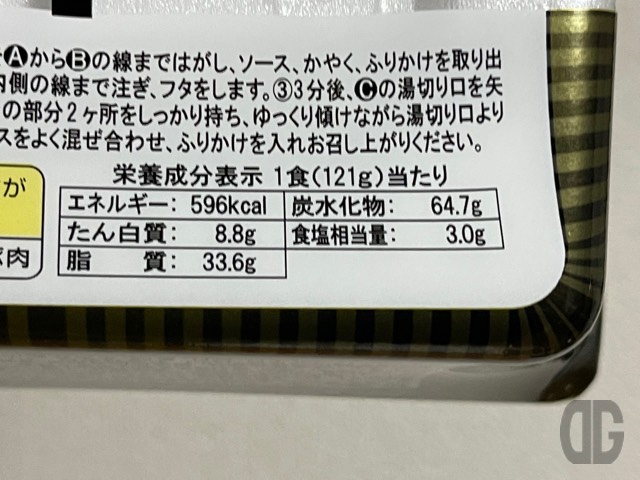 ⒶからⒷの線まではがし、ソース、かやく、ふりかけを取り出
側の線まで注ぎ、フタをします。③3分後、Ⓒの湯切り口を矢
の部分2ヶ所をしっかり持ち、ゆっくり傾けながら湯切り口より
スをよく混ぜ合わせ、ふりかけを入れお召し上がりください。
栄養成分表示 1食(121g)当たり
が
エネルギー: 596kcal 炭水化物: 64.7g
たん白質: 8.8g 食塩相当量: 3.0g
肉
脂 質: 33.6g
DG